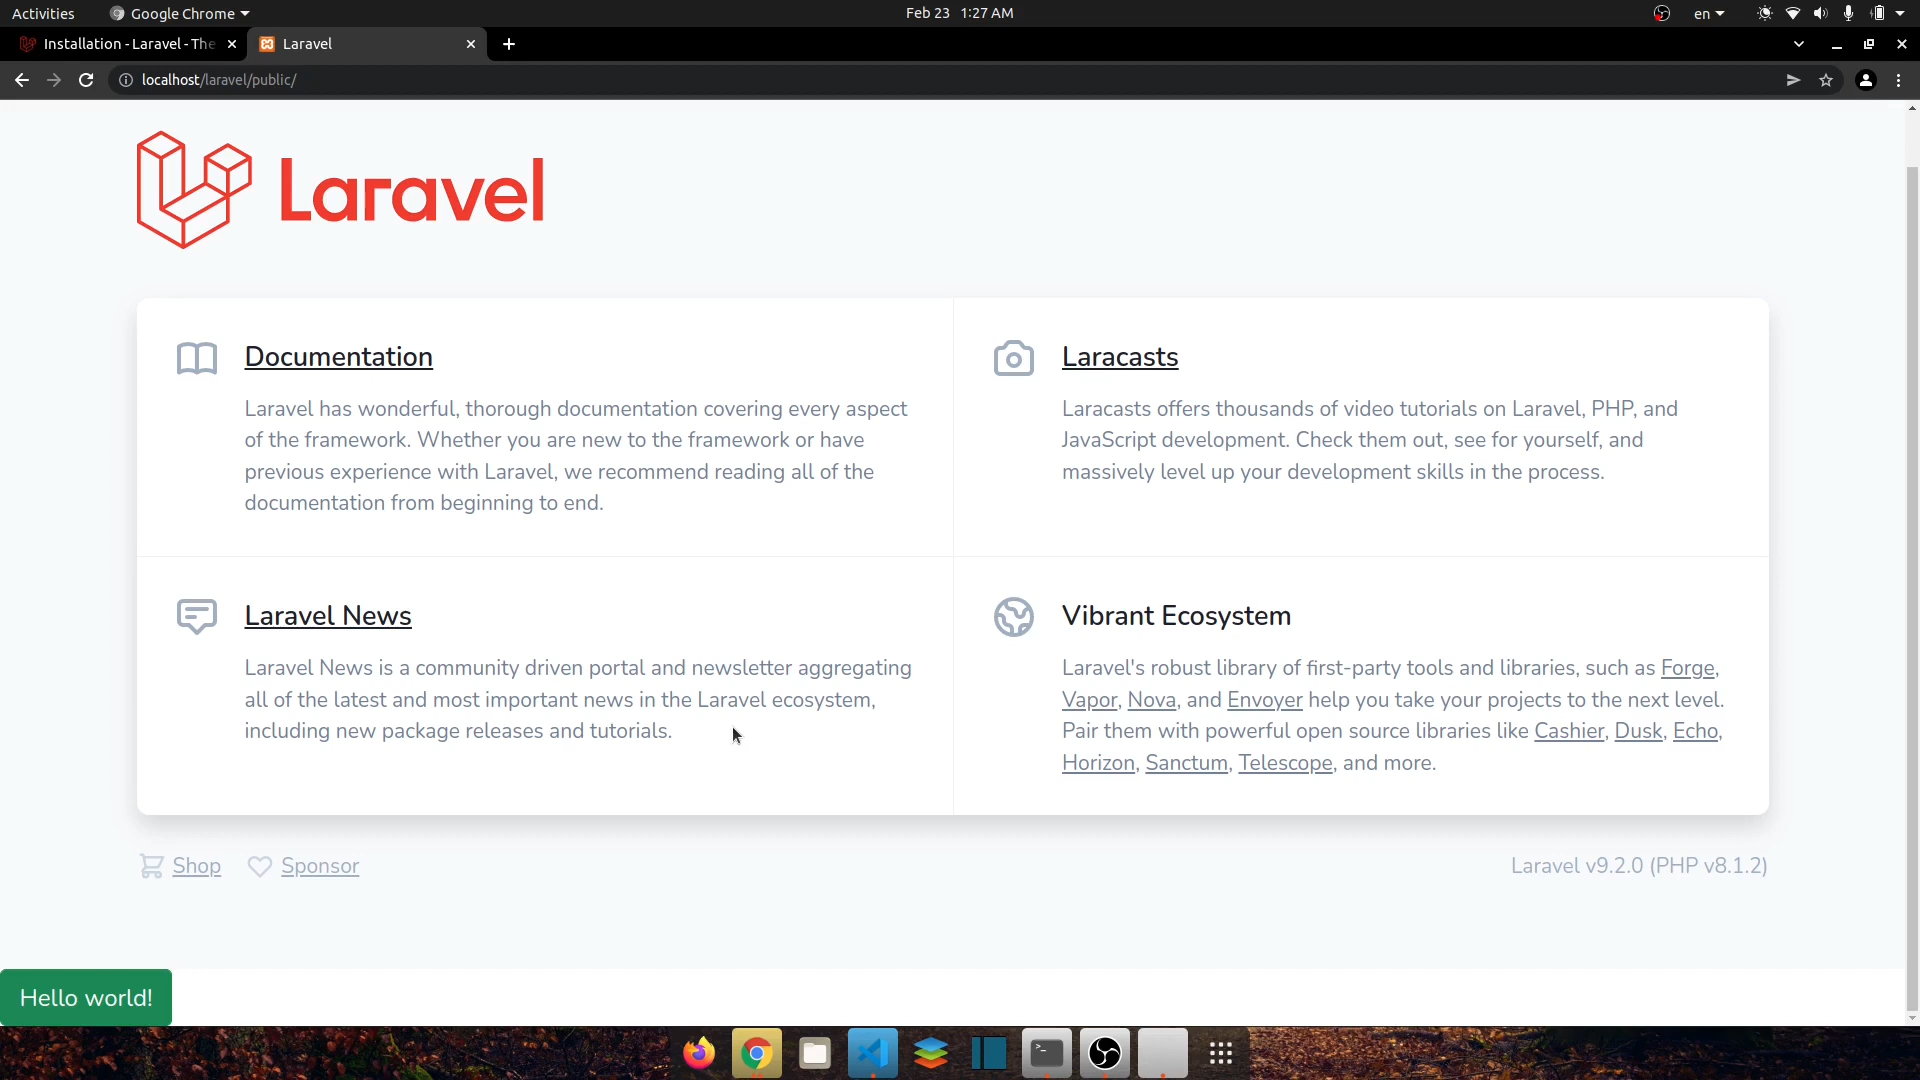 Activities Google Chrome Feb 23 1:27 AM en
Installation - Laravel - The Laravel
localhost/laravel/public/
Laravel
Documentation
Laravel has wonderful, thorough documentation covering every aspect
of the framework. Whether you are new to the framework or have
previous experience with Laravel, we recommend reading all of the
documentation from beginning to end.
Laracasts
Laracasts offers thousands of video tutorials on Laravel, PHP, and
JavaScript development. Check them out, see for yourself, and
massively level up your development skills in the process.
Laravel News
Laravel News is a community driven portal and newsletter aggregating
all of the latest and most important news in the Laravel ecosystem,
including new package releases and tutorials.
Vibrant Ecosystem
Laravel's robust library of first-party tools and libraries, such as Forge,
Vapor, Nova, and Envoyer help you take your projects to the next level.
Pair them with powerful open source libraries like Cashier, Dusk, Echo,
Horizon, Sanctum, Telescope, and more.
Shop Sponsor Laravel v9.2.0 (PHP v8.1.2)
Hello world!